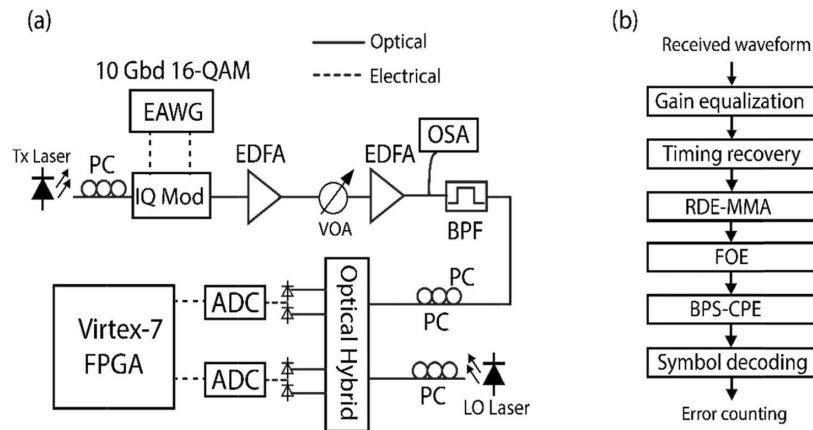 (a)
Optical
Electrical
10 Gbd 16-QAM
EAWG
Tx Laser
PC
IQ Mod
EDFA
VOA
EDFA
OSA
BPF
Virtex-7
FPGA
ADC
ADC
Optical Hybrid
PC
PC
PC
LO Laser
(b)
Received waveform
Gain equalization
Timing recovery
RDE-MMA
FOE
BPS-CPE
Symbol decoding
Error counting